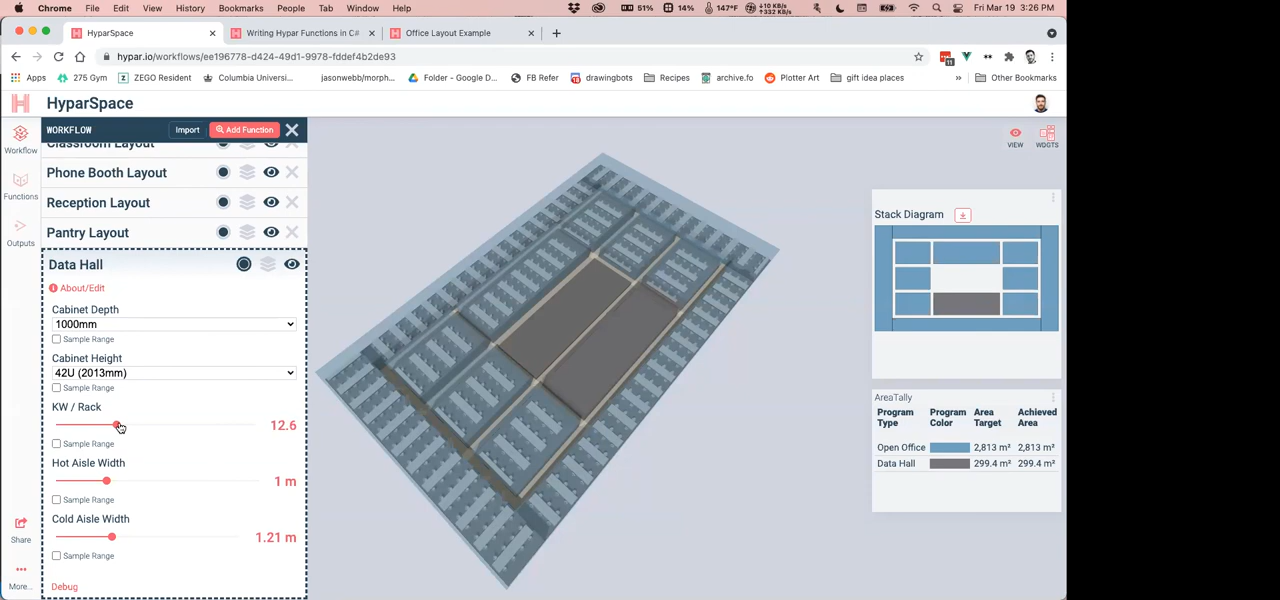 Chrome File Edit View History Bookmarks People Tab Window Help 51% 14% 147°F ↓10 KB/s ↑332 KB/s Fri Mar 19 3:26 PM
HyparSpace Writing Hypar Functions in C# Office Layout Example
hypar.io/workflows/ee196778-d424-49d1-9978-fddef4b2de93
Apps 275 Gym ZEGO Resident Columbia Univers... jasonwebb/morph... Folder - Google D... FB Refer drawingbots Recipes archive.fo Plotter Art gift idea places » Other Bookmarks
HyparSpace
WORKFLOW Import Add Function
Workflow
Functions
Outputs
Share
More...
Classroom Layout
Phone Booth Layout
Reception Layout
Pantry Layout
Data Hall
About/Edit
Cabinet Depth
1000mm
Sample Range
Cabinet Height
42U (2013mm)
Sample Range
KW / Rack
12.6
Sample Range
Hot Aisle Width
1 m
Sample Range
Cold Aisle Width
1.21 m
Sample Range
Debug
VIEW WDGTS
Stack Diagram
AreaTally
Program Type Program Color Area Target Achieved Area
Open Office 2,813 m² 2,813 m²
Data Hall 299.4 m² 299.4 m²